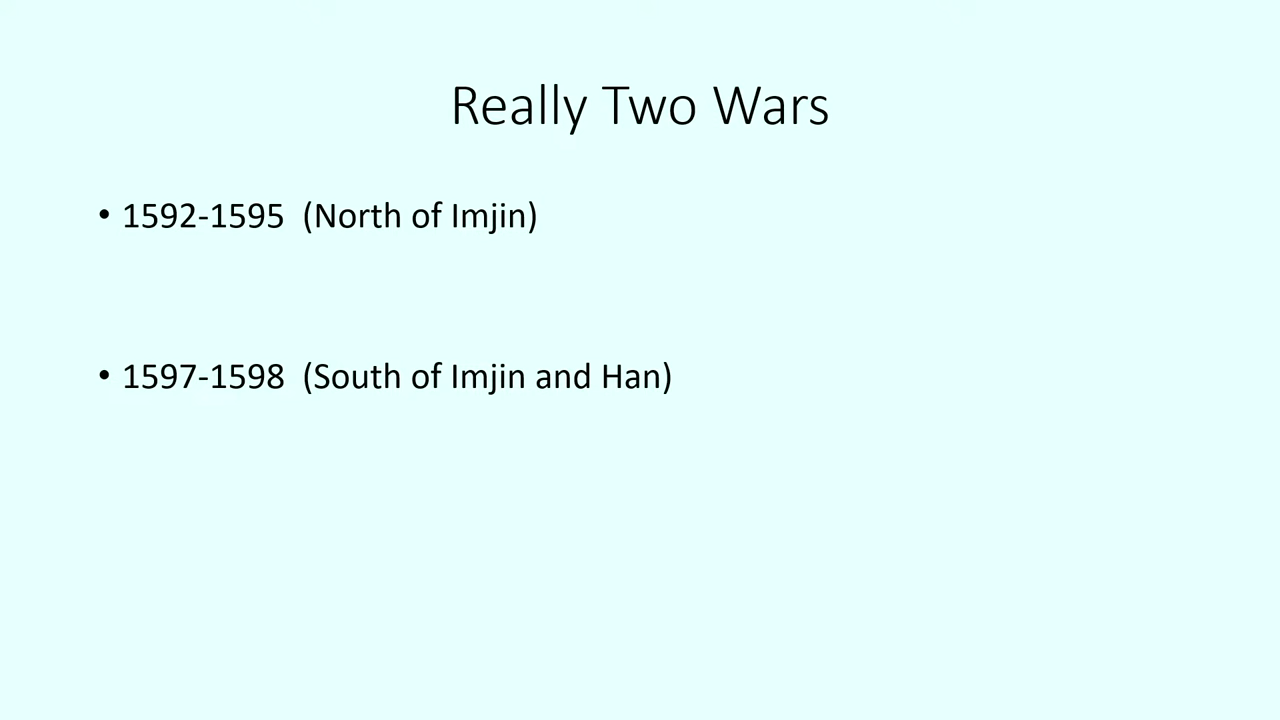 Really Two Wars
• 1592-1595 (North of Imjin)
• 1597-1598 (South of Imjin and Han)